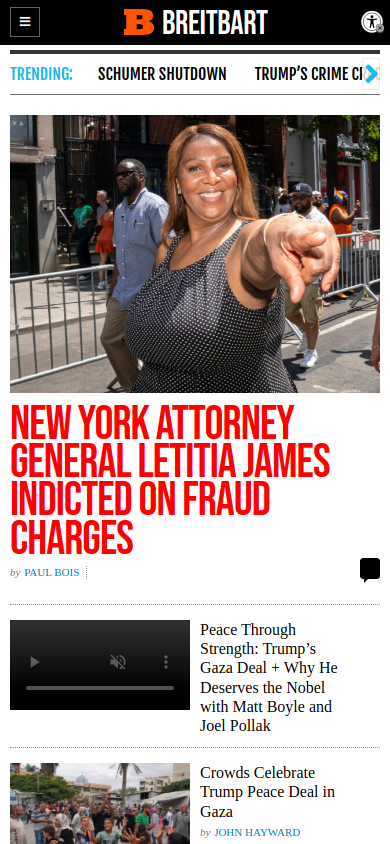 BREITBART
TRENDING:
SCHUMER SHUTDOWN
TRUMP'S CRIME C
NEW YORK ATTORNEY
GENERAL LETITIA JAMES
INDICTED ON FRAUD
CHARGES
by PAUL BOIS
Peace Through
Strength: Trump's
Gaza Deal + Why He
Deserves the Nobel
with Matt Boyle and
Joel Pollak
Crowds Celebrate
Trump Peace Deal in
Gaza
by JOHN HAYWARD